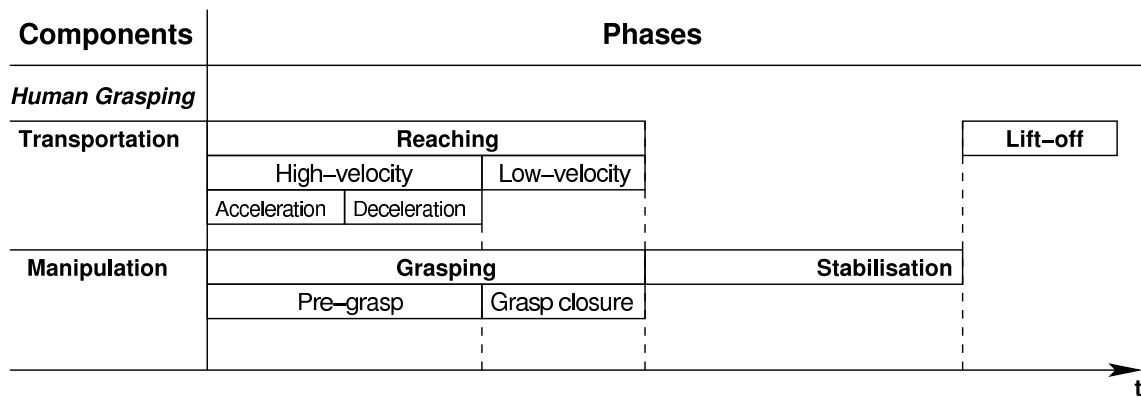 Components Phases
Human Grasping
Transportation Reaching Lift–off
High–velocity Low–velocity
Acceleration Deceleration
Manipulation Grasping Stabilisation
Pre–grasp Grasp closure
t